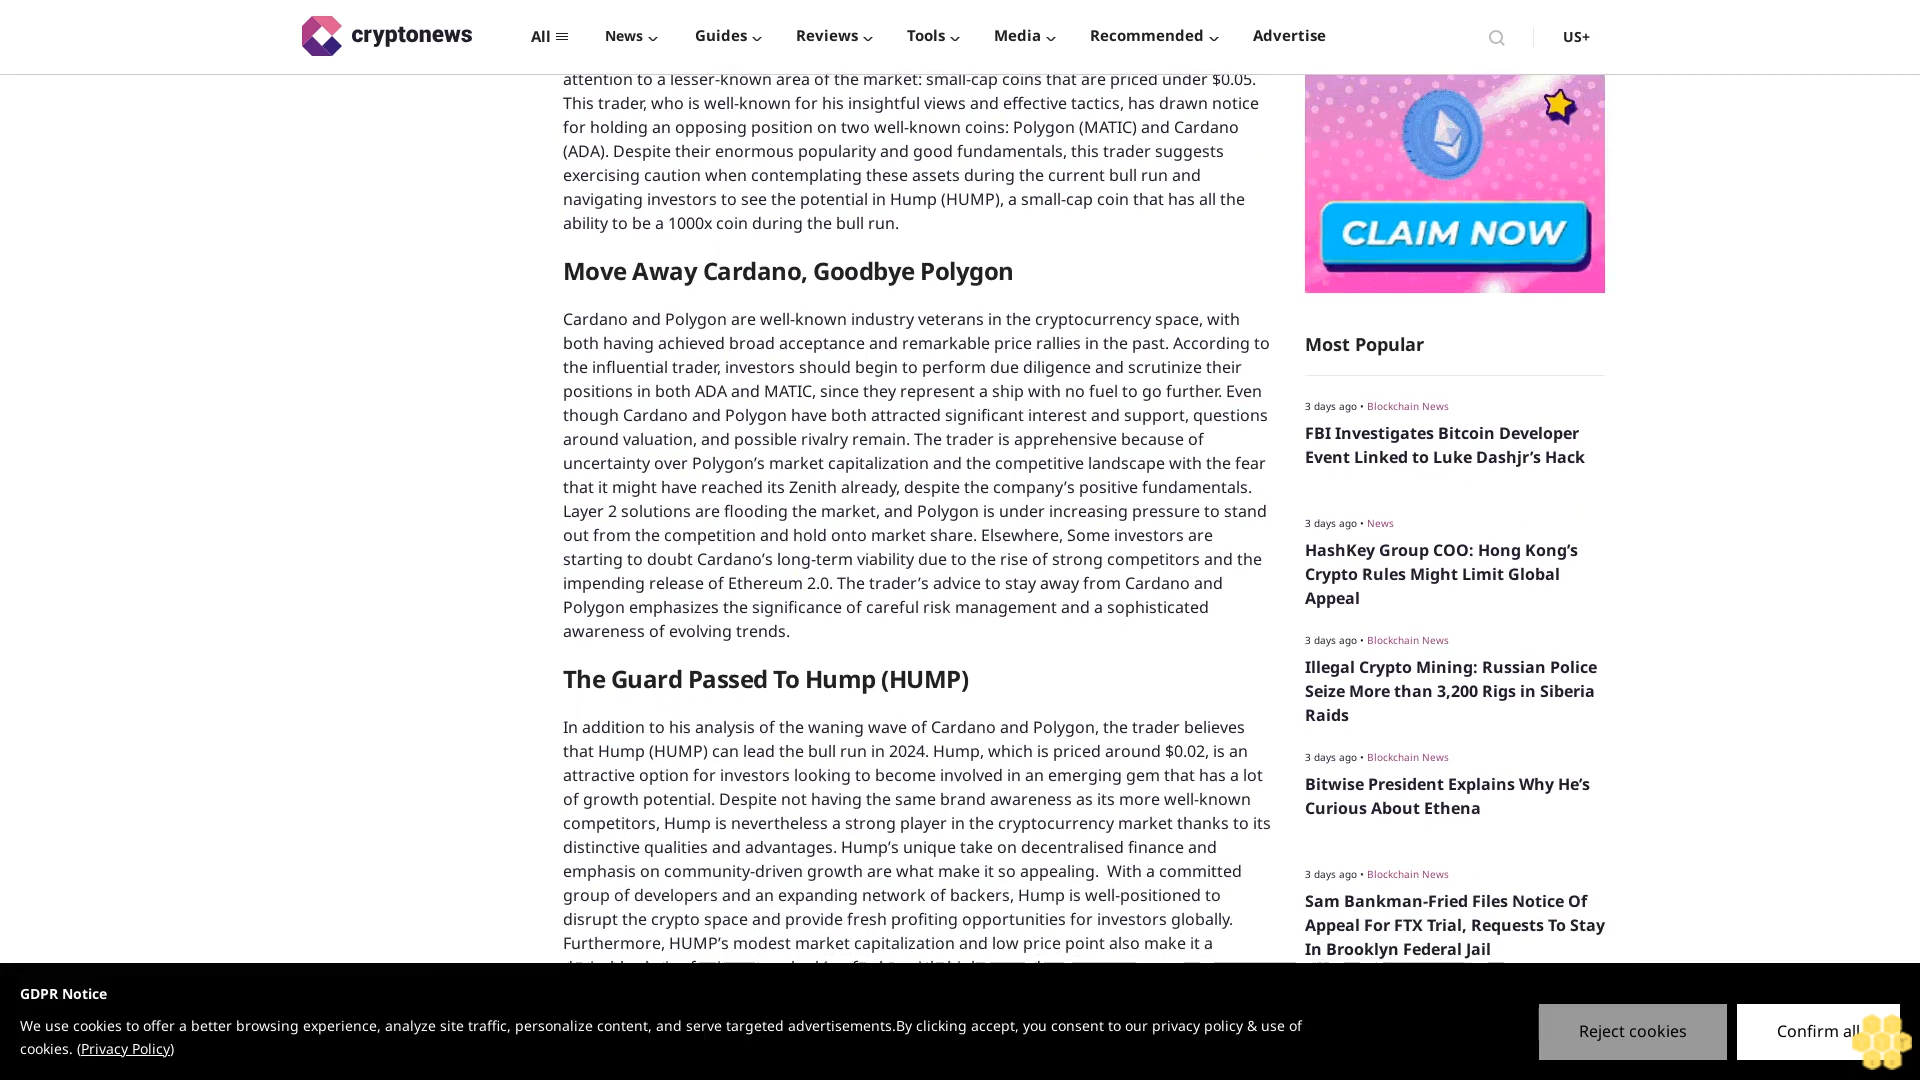 cryptonews
All
News
Guides
Reviews
Tools
Media
Recommended
Advertise
US+
attention to a lesser-known area of the market: small-cap coins that are priced under $0.05.
This trader, who is well-known for his insightful views and effective tactics, has drawn notice
for holding an opposing position on two well-known coins: Polygon (MATIC) and Cardano
(ADA). Despite their enormous popularity and good fundamentals, this trader suggests
exercising caution when contemplating these assets during the current bull run and
navigating investors to see the potential in Hump (HUMP), a small-cap coin that has all the
ability to be a 1000x coin during the bull run.
Move Away Cardano, Goodbye Polygon
Cardano and Polygon are well-known industry veterans in the cryptocurrency space, with
both having achieved broad acceptance and remarkable price rallies in the past. According to
the influential trader, investors should begin to perform due diligence and scrutinize their
positions in both ADA and MATIC, since they represent a ship with no fuel to go further. Even
though Cardano and Polygon have both attracted significant interest and support, questions
around valuation, and possible rivalry remain. The trader is apprehensive because of
uncertainty over Polygon’s market capitalization and the competitive landscape with the fear
that it might have reached its Zenith already, despite the company’s positive fundamentals.
Layer 2 solutions are flooding the market, and Polygon is under increasing pressure to stand
out from the competition and hold onto market share. Elsewhere, Some investors are
starting to doubt Cardano’s long-term viability due to the rise of strong competitors and the
impending release of Ethereum 2.0. The trader’s advice to stay away from Cardano and
Polygon emphasizes the significance of careful risk management and a sophisticated
awareness of evolving trends.
The Guard Passed To Hump (HUMP)
In addition to his analysis of the waning wave of Cardano and Polygon, the trader believes
that Hump (HUMP) can lead the bull run in 2024. Hump, which is priced around $0.02, is an
attractive option for investors looking to become involved in an emerging gem that has a lot
of growth potential. Despite not having the same brand awareness as its more well-known
competitors, Hump is nevertheless a strong player in the cryptocurrency market thanks to its
distinctive qualities and advantages. Hump’s unique take on decentralised finance and
emphasis on community-driven growth are what make it so appealing.  With a committed
group of developers and an expanding network of backers, Hump is well-positioned to
disrupt the crypto space and provide fresh profiting opportunities for investors globally.
Furthermore, HUMP’s modest market capitalization and low price point also make it a
CLAIM NOW
Most Popular
3 days ago • Blockchain News
FBI Investigates Bitcoin Developer
Event Linked to Luke Dashjr’s Hack
3 days ago • News
HashKey Group COO: Hong Kong’s
Crypto Rules Might Limit Global
Appeal
3 days ago • Blockchain News
Illegal Crypto Mining: Russian Police
Seize More than 3,200 Rigs in Siberia
Raids
3 days ago • Blockchain News
Bitwise President Explains Why He’s
Curious About Ethena
3 days ago • Blockchain News
Sam Bankman-Fried Files Notice Of
Appeal For FTX Trial, Requests To Stay
In Brooklyn Federal Jail
GDPR Notice
We use cookies to offer a better browsing experience, analyze site traffic, personalize content, and serve targeted advertisements.By clicking accept, you consent to our privacy policy & use of
cookies. (Privacy Policy)
Reject cookies
Confirm all